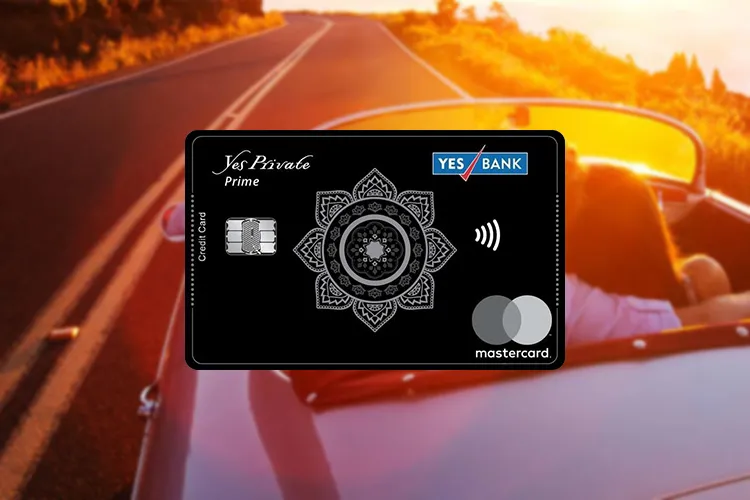 Yes Private
Prime
YES BANK
Credit Card
mastercard.